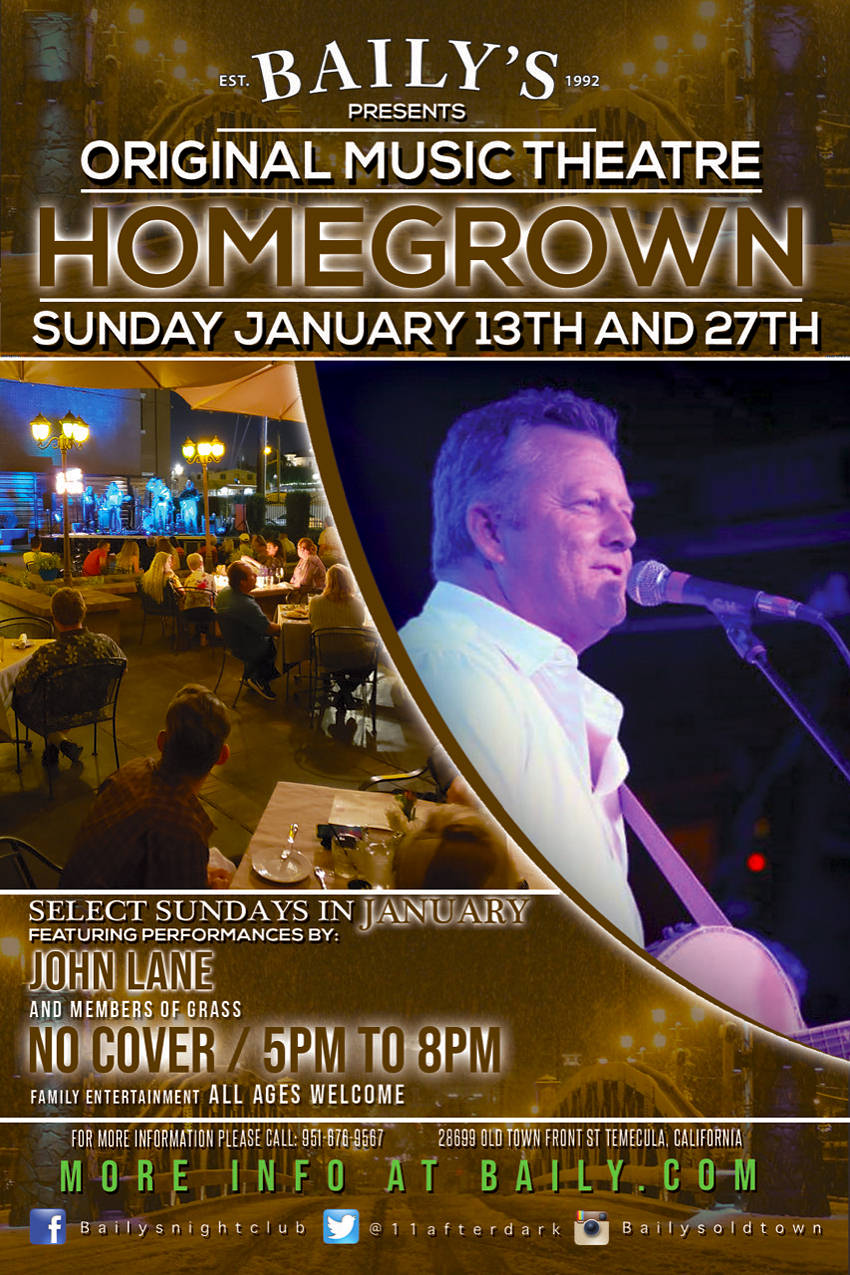 EST. BAILY'S 1992
PRESENTS
ORIGINAL MUSIC THEATRE
HOMEGROWN
SUNDAY JANUARY 13TH AND 27TH
SELECT SUNDAYS IN JANUARY
FEATURING PERFORMANCES BY:
JOHN LANE
AND MEMBERS OF GRASS
NO COVER / 5PM TO 8PM
FAMILY ENTERTAINMENT ALL AGES WELCOME
FOR MORE INFORMATION PLEASE CALL: 951-676-9567 28699 OLD TOWN FRONT ST TEMECULA, CALIFORNIA
MORE INFO AT BAILY.COM
Bailysnightclub @11afterdark Bailysoldtown